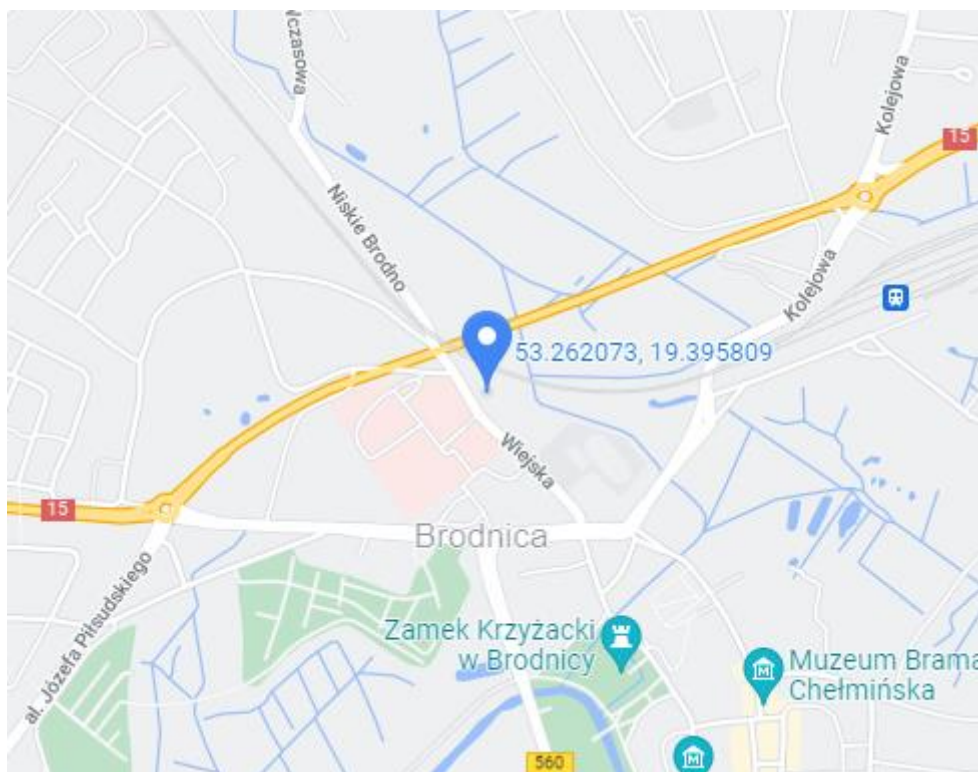 Wczasowa
Kolejowa
15
Niskie Brodno
Kolejowa
53.262073, 19.395809
Wiejska
15
Brodnica
al. Józefa Piłsudskiego
Zamek Krzyżacki
w Brodnicy
Muzeum Brama
Chełmińska
560